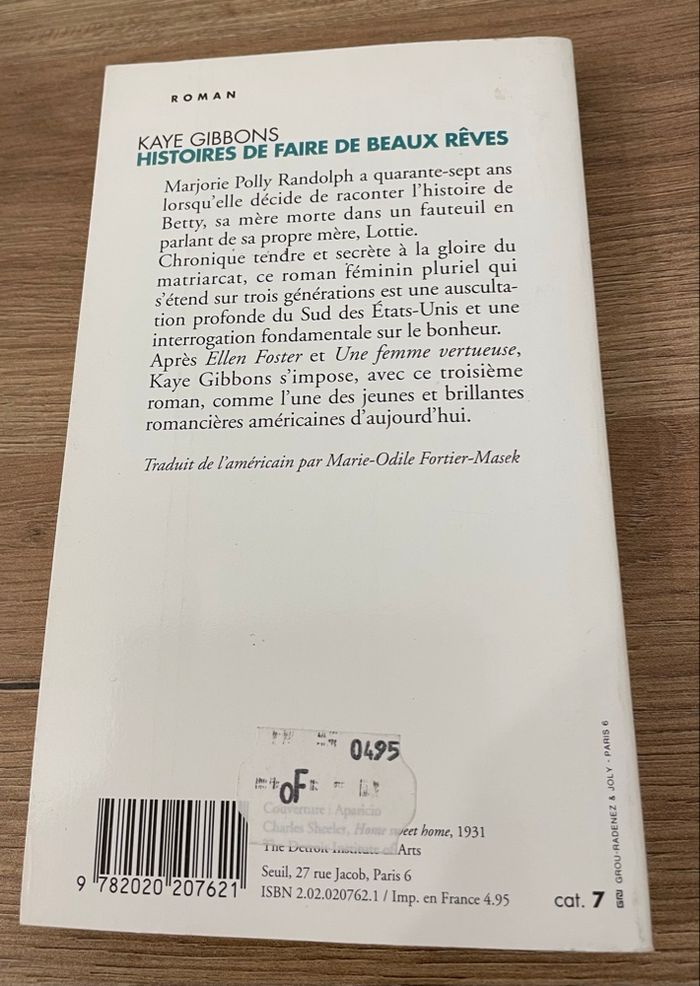 ROMAN
KAYE GIBBONS
HISTOIRES DE FAIRE DE BEAUX RÊVES
Marjorie Polly Randolph a quarante-sept ans
lorsqu'elle décide de raconter l'histoire de
Betty, sa mère morte dans un fauteuil en
parlant de sa propre mère, Lottie.
Chronique tendre et secrète à la gloire du
matriarcat, ce roman féminin pluriel qui
s'étend sur trois générations est une ausculta-
tion profonde du Sud des États-Unis et une
interrogation fondamentale sur le bonheur.
Après Ellen Foster et Une femme vertueuse,
Kaye Gibbons s'impose, avec ce troisième
roman, comme l'une des jeunes et brillantes
romancières américaines d'aujourd'hui.
Traduit de l'américain par Marie-Odile Fortier-Masek
0495
oF
Couverture : Aparicio
Charles Sheeler, Home sweet home, 1931
The Detroit Institute of Arts
Seuil, 27 rue Jacob, Paris 6
ISBN 2.02.020762.1 / Imp. en France 4.95
9 782020 207621
cat. 7
GROU-RADENEZ & JOLY - PARIS 6